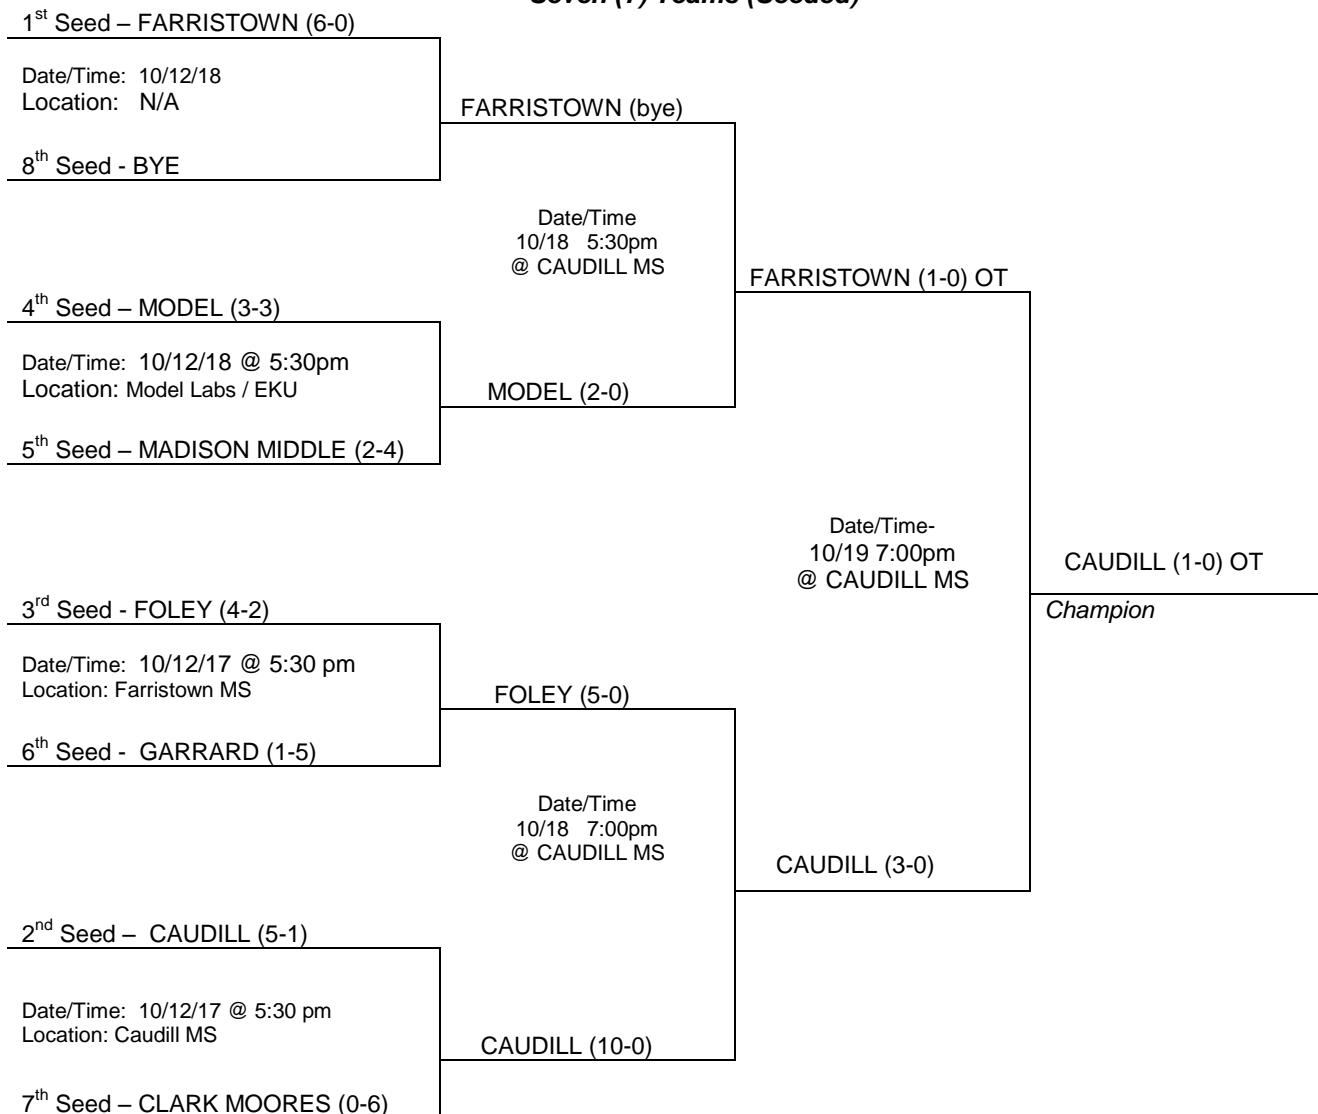 Seven (7) Teams (Seeded)
1st Seed – FARRISTOWN (6-0)
Date/Time: 10/12/18
Location: N/A
FARRISTOWN (bye)
8th Seed - BYE
Date/Time
10/18 5:30pm
@ CAUDILL MS
FARRISTOWN (1-0) OT
4th Seed – MODEL (3-3)
Date/Time: 10/12/18 @ 5:30pm
Location: Model Labs / EKU
MODEL (2-0)
5th Seed – MADISON MIDDLE (2-4)
Date/Time-
10/19 7:00pm
@ CAUDILL MS
CAUDILL (1-0) OT
Champion
3rd Seed - FOLEY (4-2)
Date/Time: 10/12/17 @ 5:30 pm
Location: Farristown MS
FOLEY (5-0)
6th Seed - GARRARD (1-5)
Date/Time
10/18 7:00pm
@ CAUDILL MS
CAUDILL (3-0)
2nd Seed – CAUDILL (5-1)
Date/Time: 10/12/17 @ 5:30 pm
Location: Caudill MS
CAUDILL (10-0)
7th Seed – CLARK MOORES (0-6)